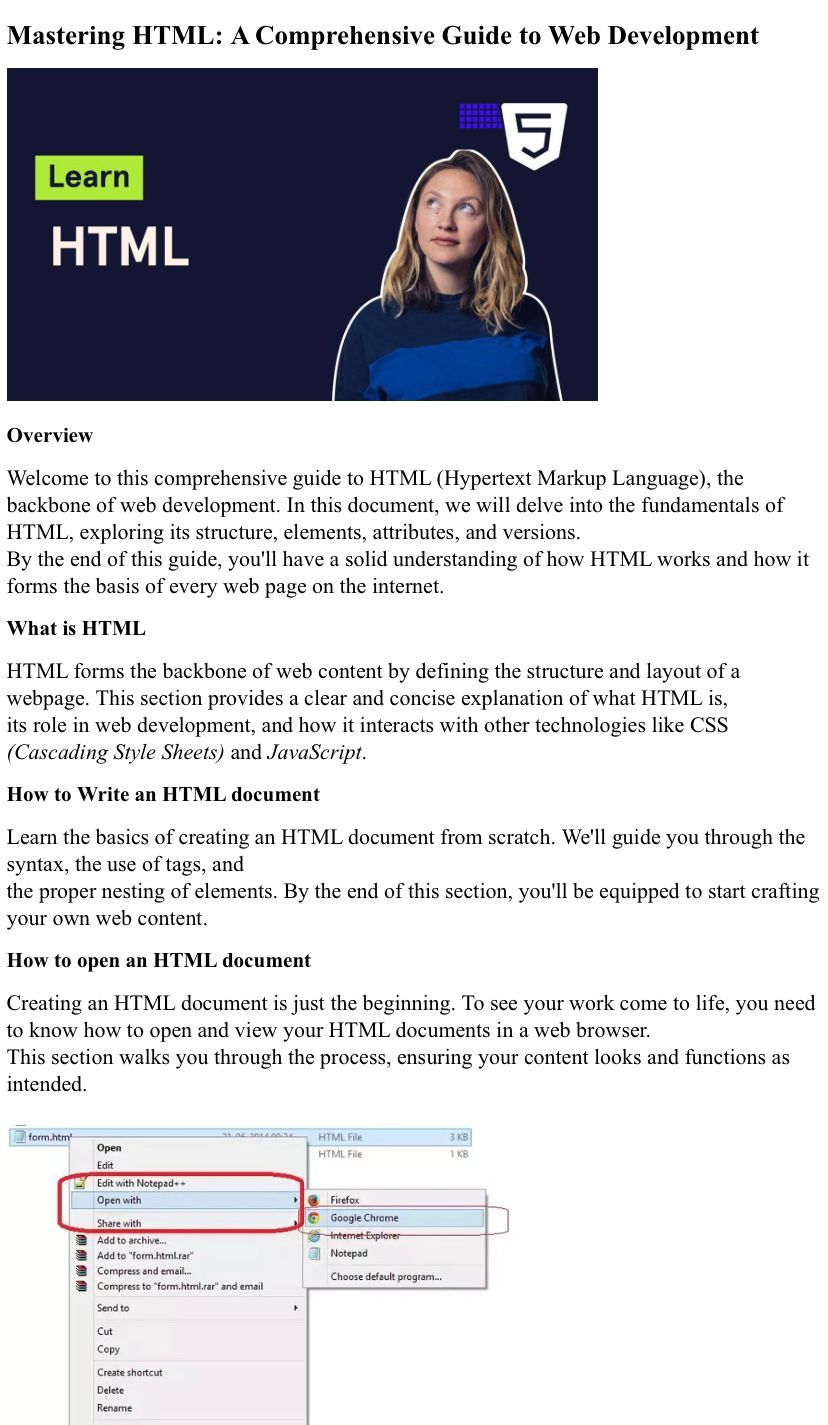 Mastering HTML: A Comprehensive Guide to Web Development
Learn
HTML
5
Overview
Welcome to this comprehensive guide to HTML (Hypertext Markup Language), the
backbone of web development. In this document, we will delve into the fundamentals of
HTML, exploring its structure, elements, attributes, and versions.
By the end of this guide, you'll have a solid understanding of how HTML works and how it
forms the basis of every web page on the internet.
What is HTML
HTML forms the backbone of web content by defining the structure and layout of a
webpage. This section provides a clear and concise explanation of what HTML is,
its role in web development, and how it interacts with other technologies like CSS
(Cascading Style Sheets) and JavaScript.
How to Write an HTML document
Learn the basics of creating an HTML document from scratch. We'll guide you through the
syntax, the use of tags, and
the proper nesting of elements. By the end of this section, you'll be equipped to start crafting
your own web content.
How to open an HTML document
Creating an HTML document is just the beginning. To see your work come to life, you need
to know how to open and view your HTML documents in a web browser.
This section walks you through the process, ensuring your content looks and functions as
intended.
form.html HTML File 3 KB
HTML File 1 KB
Open
Edit
Edit with Notepad++
Open with
Share with
Add to archive...
Add to "form.html.rar"
Compress and email...
Compress to "form.html.rar" and email
Send to
Cut
Copy
Create shortcut
Delete
Rename
Firefox
Google Chrome
Internet Explorer
Notepad
Choose default program...